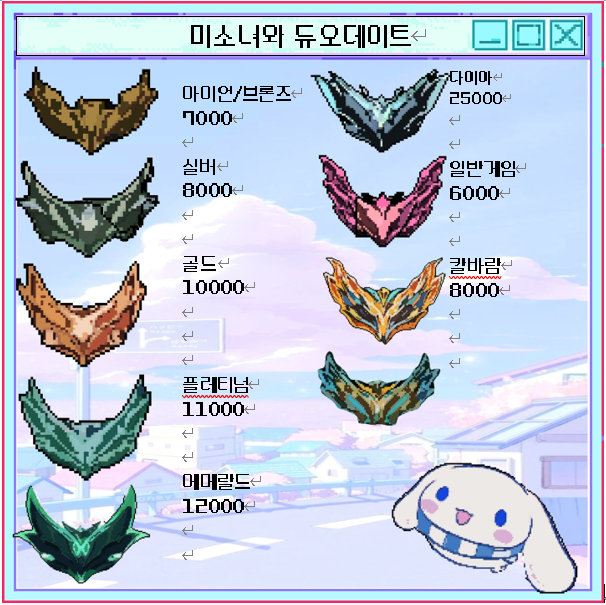 미소녀와 듀오데이트
아이언/브론즈
7000
실버
8000
골드
10000
플레티넘
11000
에메랄드
12000
다이아
25000
일반게임
6000
칼바람
8000